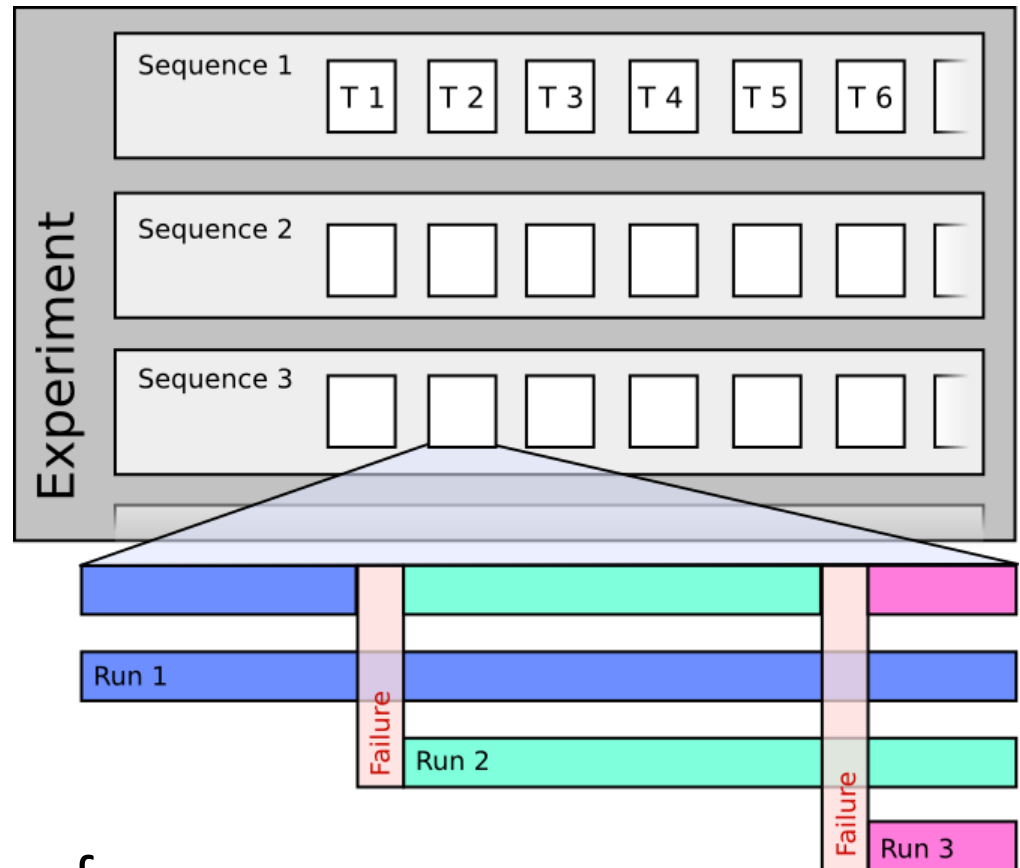 Experiment
Sequence 1
T 1
T 2
T 3
T 4
T 5
T 6
Sequence 2
Sequence 3
Run 1
Failure
Run 2
Failure
Run 3